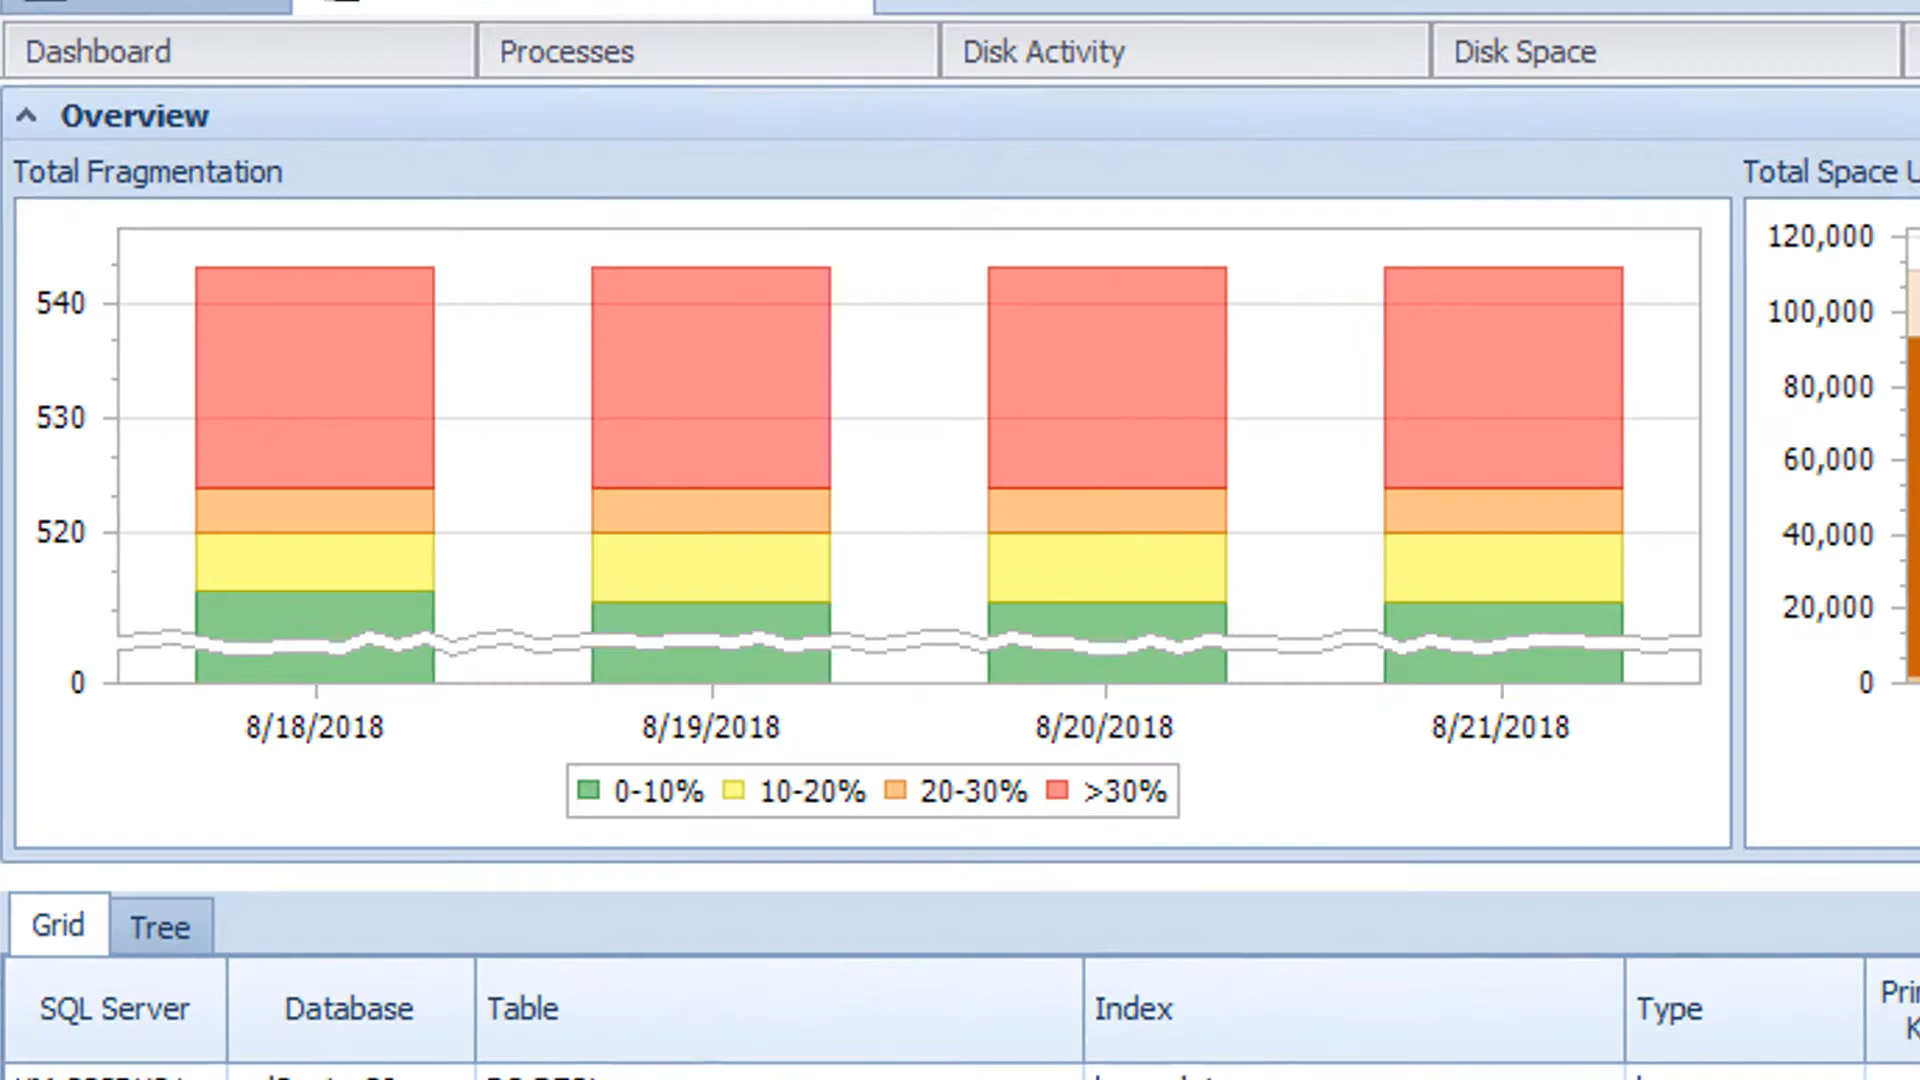 Dashboard
Processes
Disk Activity
Disk Space
Overview
Total Fragmentation
540
530
520
0
8/18/2018
8/19/2018
8/20/2018
8/21/2018
0-10%
10-20%
20-30%
>30%
Total Space
120,000
100,000
80,000
60,000
40,000
20,000
0
Grid
Tree
SQL Server
Database
Table
Index
Type